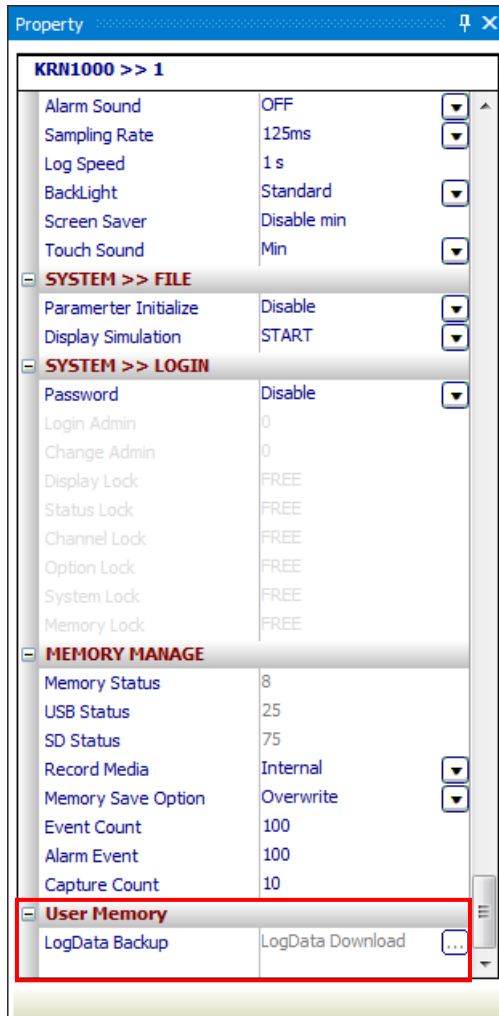 Property
KRN1000 >> 1
Alarm Sound OFF
Sampling Rate 125ms
Log Speed 1 s
BackLight Standard
Screen Saver Disable min
Touch Sound Min
SYSTEM >> FILE
Paramerter Initialize Disable
Display Simulation START
SYSTEM >> LOGIN
Password Disable
Login Admin 0
Change Admin 0
Display Lock FREE
Status Lock FREE
Channel Lock FREE
Option Lock FREE
System Lock FREE
Memory Lock FREE
MEMORY MANAGE
Memory Status 8
USB Status 25
SD Status 75
Record Media Internal
Memory Save Option Overwrite
Event Count 100
Alarm Event 100
Capture Count 10
User Memory
LogData Backup LogData Download ...